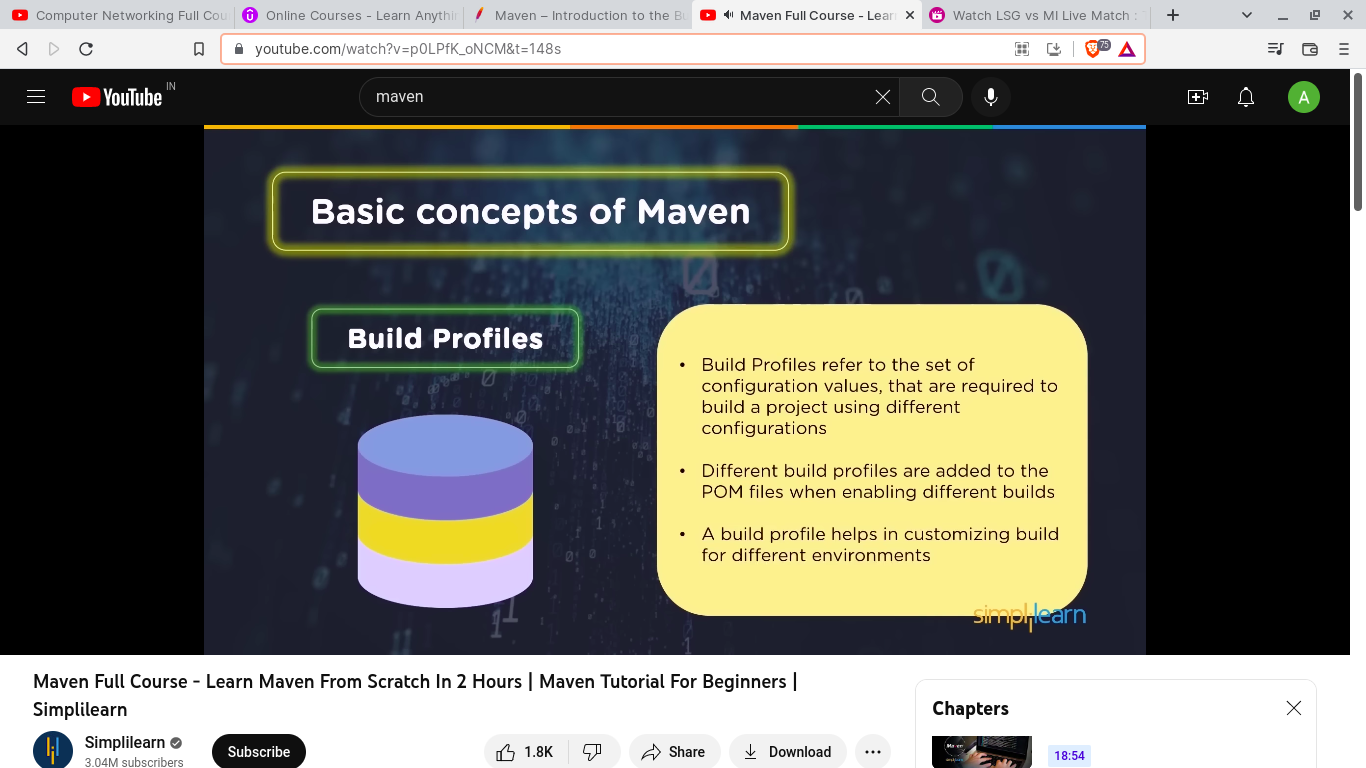 Computer Networking Full Cou
Online Courses - Learn Anythin
Maven – Introduction to the Bu
Maven Full Course - Learn
Watch LSG vs MI Live Match :
youtube.com/watch?v=p0LPfK_oNCM&t=148s
75
YouTube IN
maven
A
Basic concepts of Maven
Build Profiles
• Build Profiles refer to the set of
configuration values, that are required to
build a project using different
configurations
• Different build profiles are added to the
POM files when enabling different builds
• A build profile helps in customizing build
for different environments
simplilearn
Maven Full Course - Learn Maven From Scratch In 2 Hours | Maven Tutorial For Beginners |
Simplilearn
Simplilearn
3.04M subscribers
Subscribe
1.8K
Share
Download
Chapters
18:54